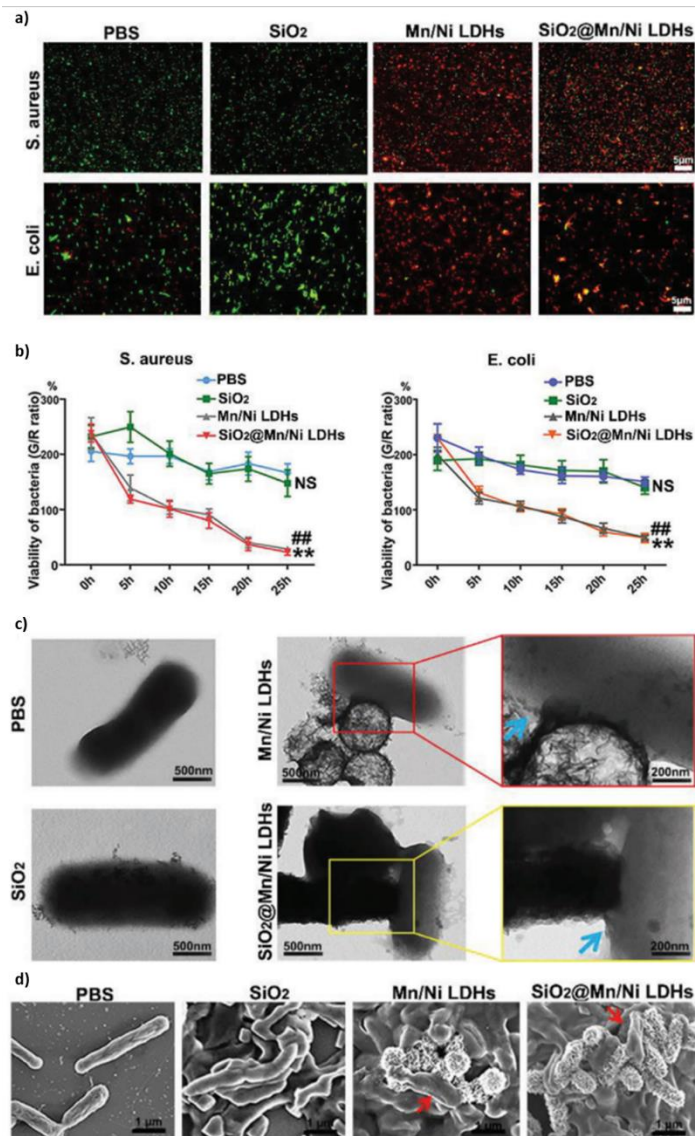 a)
PBS SiO2 Mn/Ni LDHs SiO2@Mn/Ni LDHs
S. aureus
5μm
E. coli
5μm
b)
S. aureus
%
PBS
SiO2
Mn/Ni LDHs
SiO2@Mn/Ni LDHs
Viability of bacteria (G/R ratio)
300
200
100
0
NS
##
**
0h 5h 10h 15h 20h 25h
E. coli
%
PBS
SiO2
Mn/Ni LDHs
SiO2@Mn/Ni LDHs
Viability of bacteria (G/R ratio)
300
200
100
0
NS
##
**
0h 5h 10h 15h 20h 25h
c)
PBS
500nm
Mn/Ni LDHs
500nm
200nm
SiO2
500nm
SiO2@Mn/Ni LDHs
500nm
200nm
d)
PBS SiO2 Mn/Ni LDHs SiO2@Mn/Ni LDHs
1 μm
1 μm
1 μm
1 μm